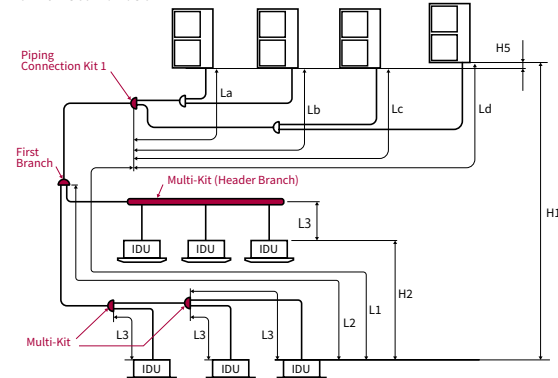 H5
Piping
Connection Kit 1
La
Lb
Lc
Ld
First
Branch
Multi-Kit (Header Branch)
L3
H1
IDU
IDU
IDU
H2
L1
L2
L3
L3
L3
Multi-Kit
IDU
IDU
IDU